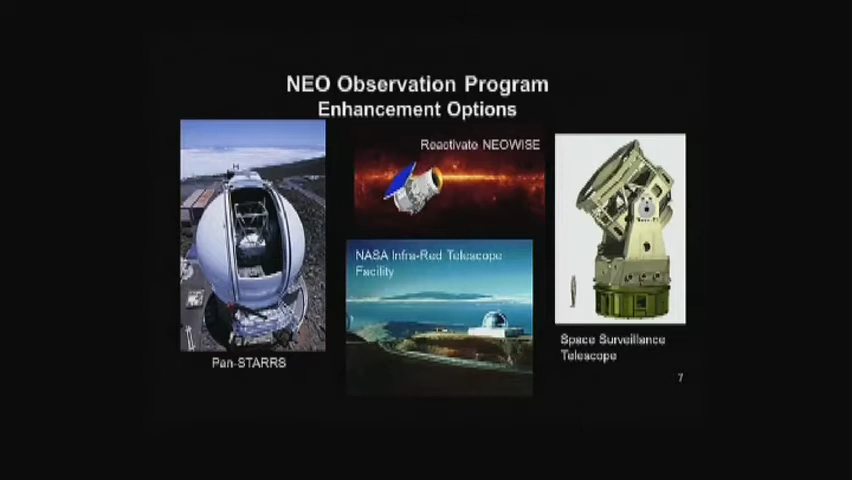 NEO Observation Program
Enhancement Options
Reactivate NEOWISE
NASA Infra-Red Telescope
Facility
Pan-STARRS
Space Surveillance
Telescope
7